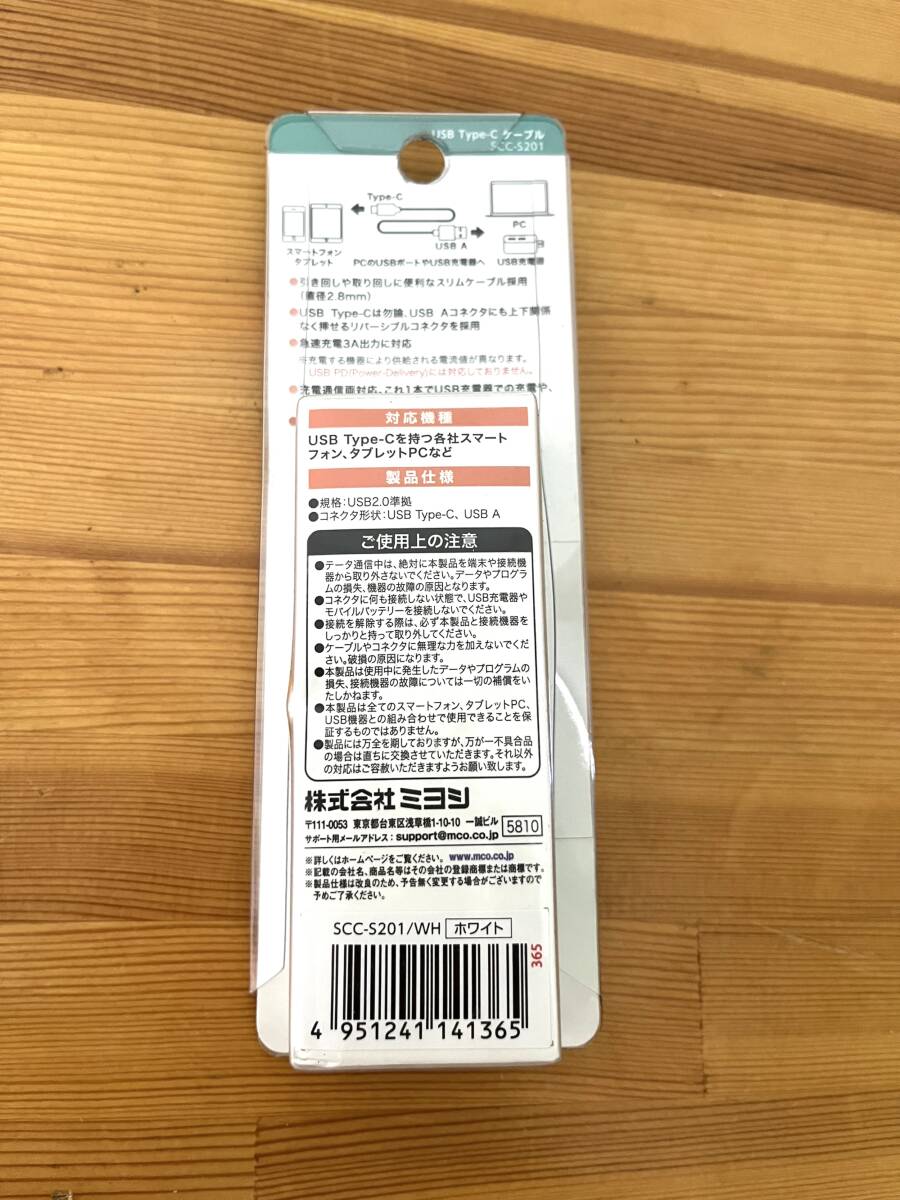 USB Type-C ケーブル
SCC-S201
Type-C
PC
USB A
スマートフォン
タブレット
PCのUSBポートやUSB充電器へ
USB充電器
●引き回しや取り回しに便利なスリムケーブル採用
(直径2.8mm)
●USB Type-Cは勿論、USB Aコネクタにも上下関係
なく挿せるリバーシブルコネクタを採用
●急速充電3A出力に対応
※充電する機器により供給される電流値が異なります。
USB PD(Power-Delivery)には対応しておりません。
●充電通信両対応、これ1本でUSB充電器での充電や、
対応機種
USB Type-Cを持つ各社スマート
フォン、タブレットPCなど
製品仕様
●規格:USB2.0準拠
●コネクタ形状:USB Type-C、USB A
ご使用上の注意
●データ通信中は、絶対に本製品を端末や接続機
器から取り外さないでください。データやプログラ
ムの損失、機器の故障の原因となります。
●コネクタに何も接続しない状態で、USB充電器や
モバイルバッテリーを接続しないでください。
●接続を解除する際は、必ず本製品と接続機器を
しっかりと持って取り外してください。
●ケーブルやコネクタに無理な力を加えないでくだ
さい。破損の原因になります。
●本製品は使用中に発生したデータやプログラムの
損失、接続機器の故障については一切の補償をい
たしかねます。
●本製品は全てのスマートフォン、タブレットPC、
USB機器との組み合わせで使用できることを保
証するものではありません。
●製品には万全を期しておりますが、万が一不具合品
の場合は直ちに交換させていただきます。それ以外
の対応はご容赦いただきますようお願い致します。
株式会社ミヨシ
〒111-0053 東京都台東区浅草橋1-10-10 一誠ビル 5810
サポート用メールアドレス:support@mco.co.jp
※詳しくはホームページをご覧ください。 www.mco.co.jp
※記載の会社名、商品名等はその会社の登録商標または商標です。
※製品仕様は改良のため、予告無く変更する場合がございますので
予めご了承ください。
SCC-S201/WH ホワイト
365
4 951241 141365